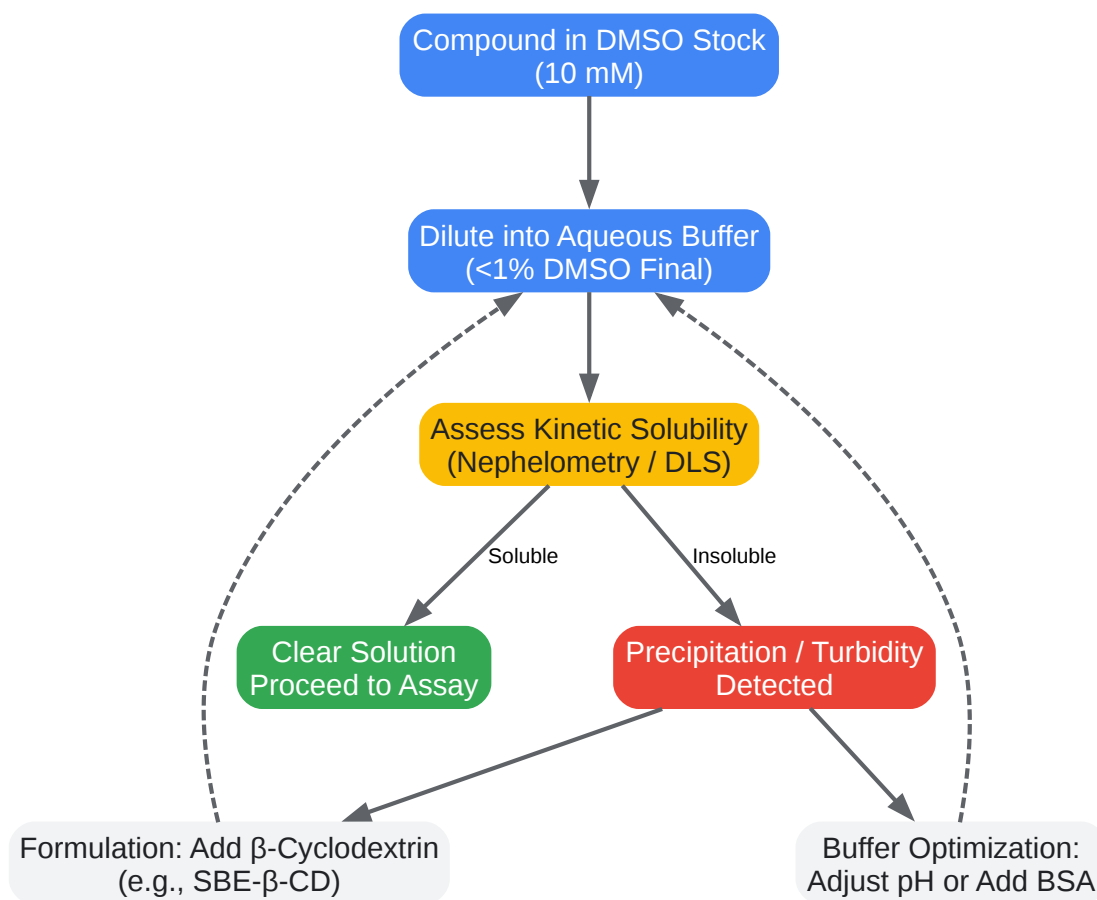 Compound in DMSO Stock
(10 mM)
Dilute into Aqueous Buffer
(<1% DMSO Final)
Assess Kinetic Solubility
(Nephelometry / DLS)
Soluble
Insoluble
Clear Solution
Proceed to Assay
Precipitation / Turbidity
Detected
Formulation: Add β-Cyclodextrin
(e.g., SBE-β-CD)
Buffer Optimization:
Adjust pH or Add BSA